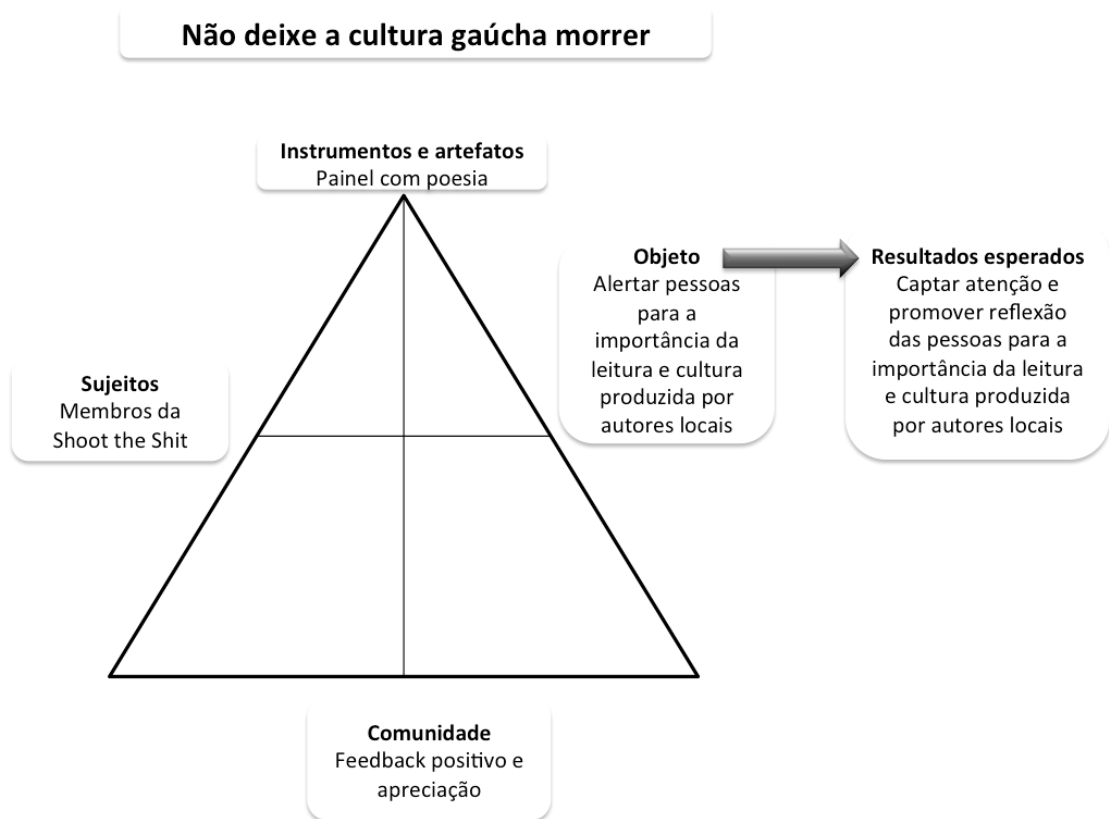 Não deixe a cultura gaúcha morrer
Instrumentos e artefatos
Painel com poesia
Objeto
Alertar pessoas
para a
importância da
leitura e cultura
produzida por
autores locais
Resultados esperados
Captar atenção e
promover reflexão
das pessoas para a
importância da leitura
e cultura produzida
por autores locais
Sujeitos
Membros da
Shoot the Shit
Comunidade
Feedback positivo e
apreciação